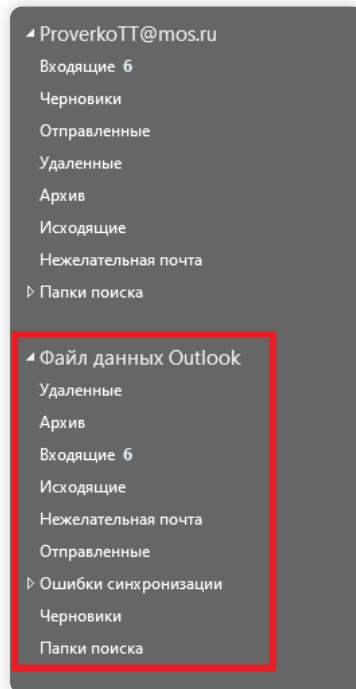 ProverkoTT@mos.ru
Входящие 6
Черновики
Отправленные
Удаленные
Архив
Исходящие
Нежелательная почта
Папки поиска
Файл данных Outlook
Удаленные
Архив
Входящие 6
Исходящие
Нежелательная почта
Отправленные
Ошибки синхронизации
Черновики
Папки поиска